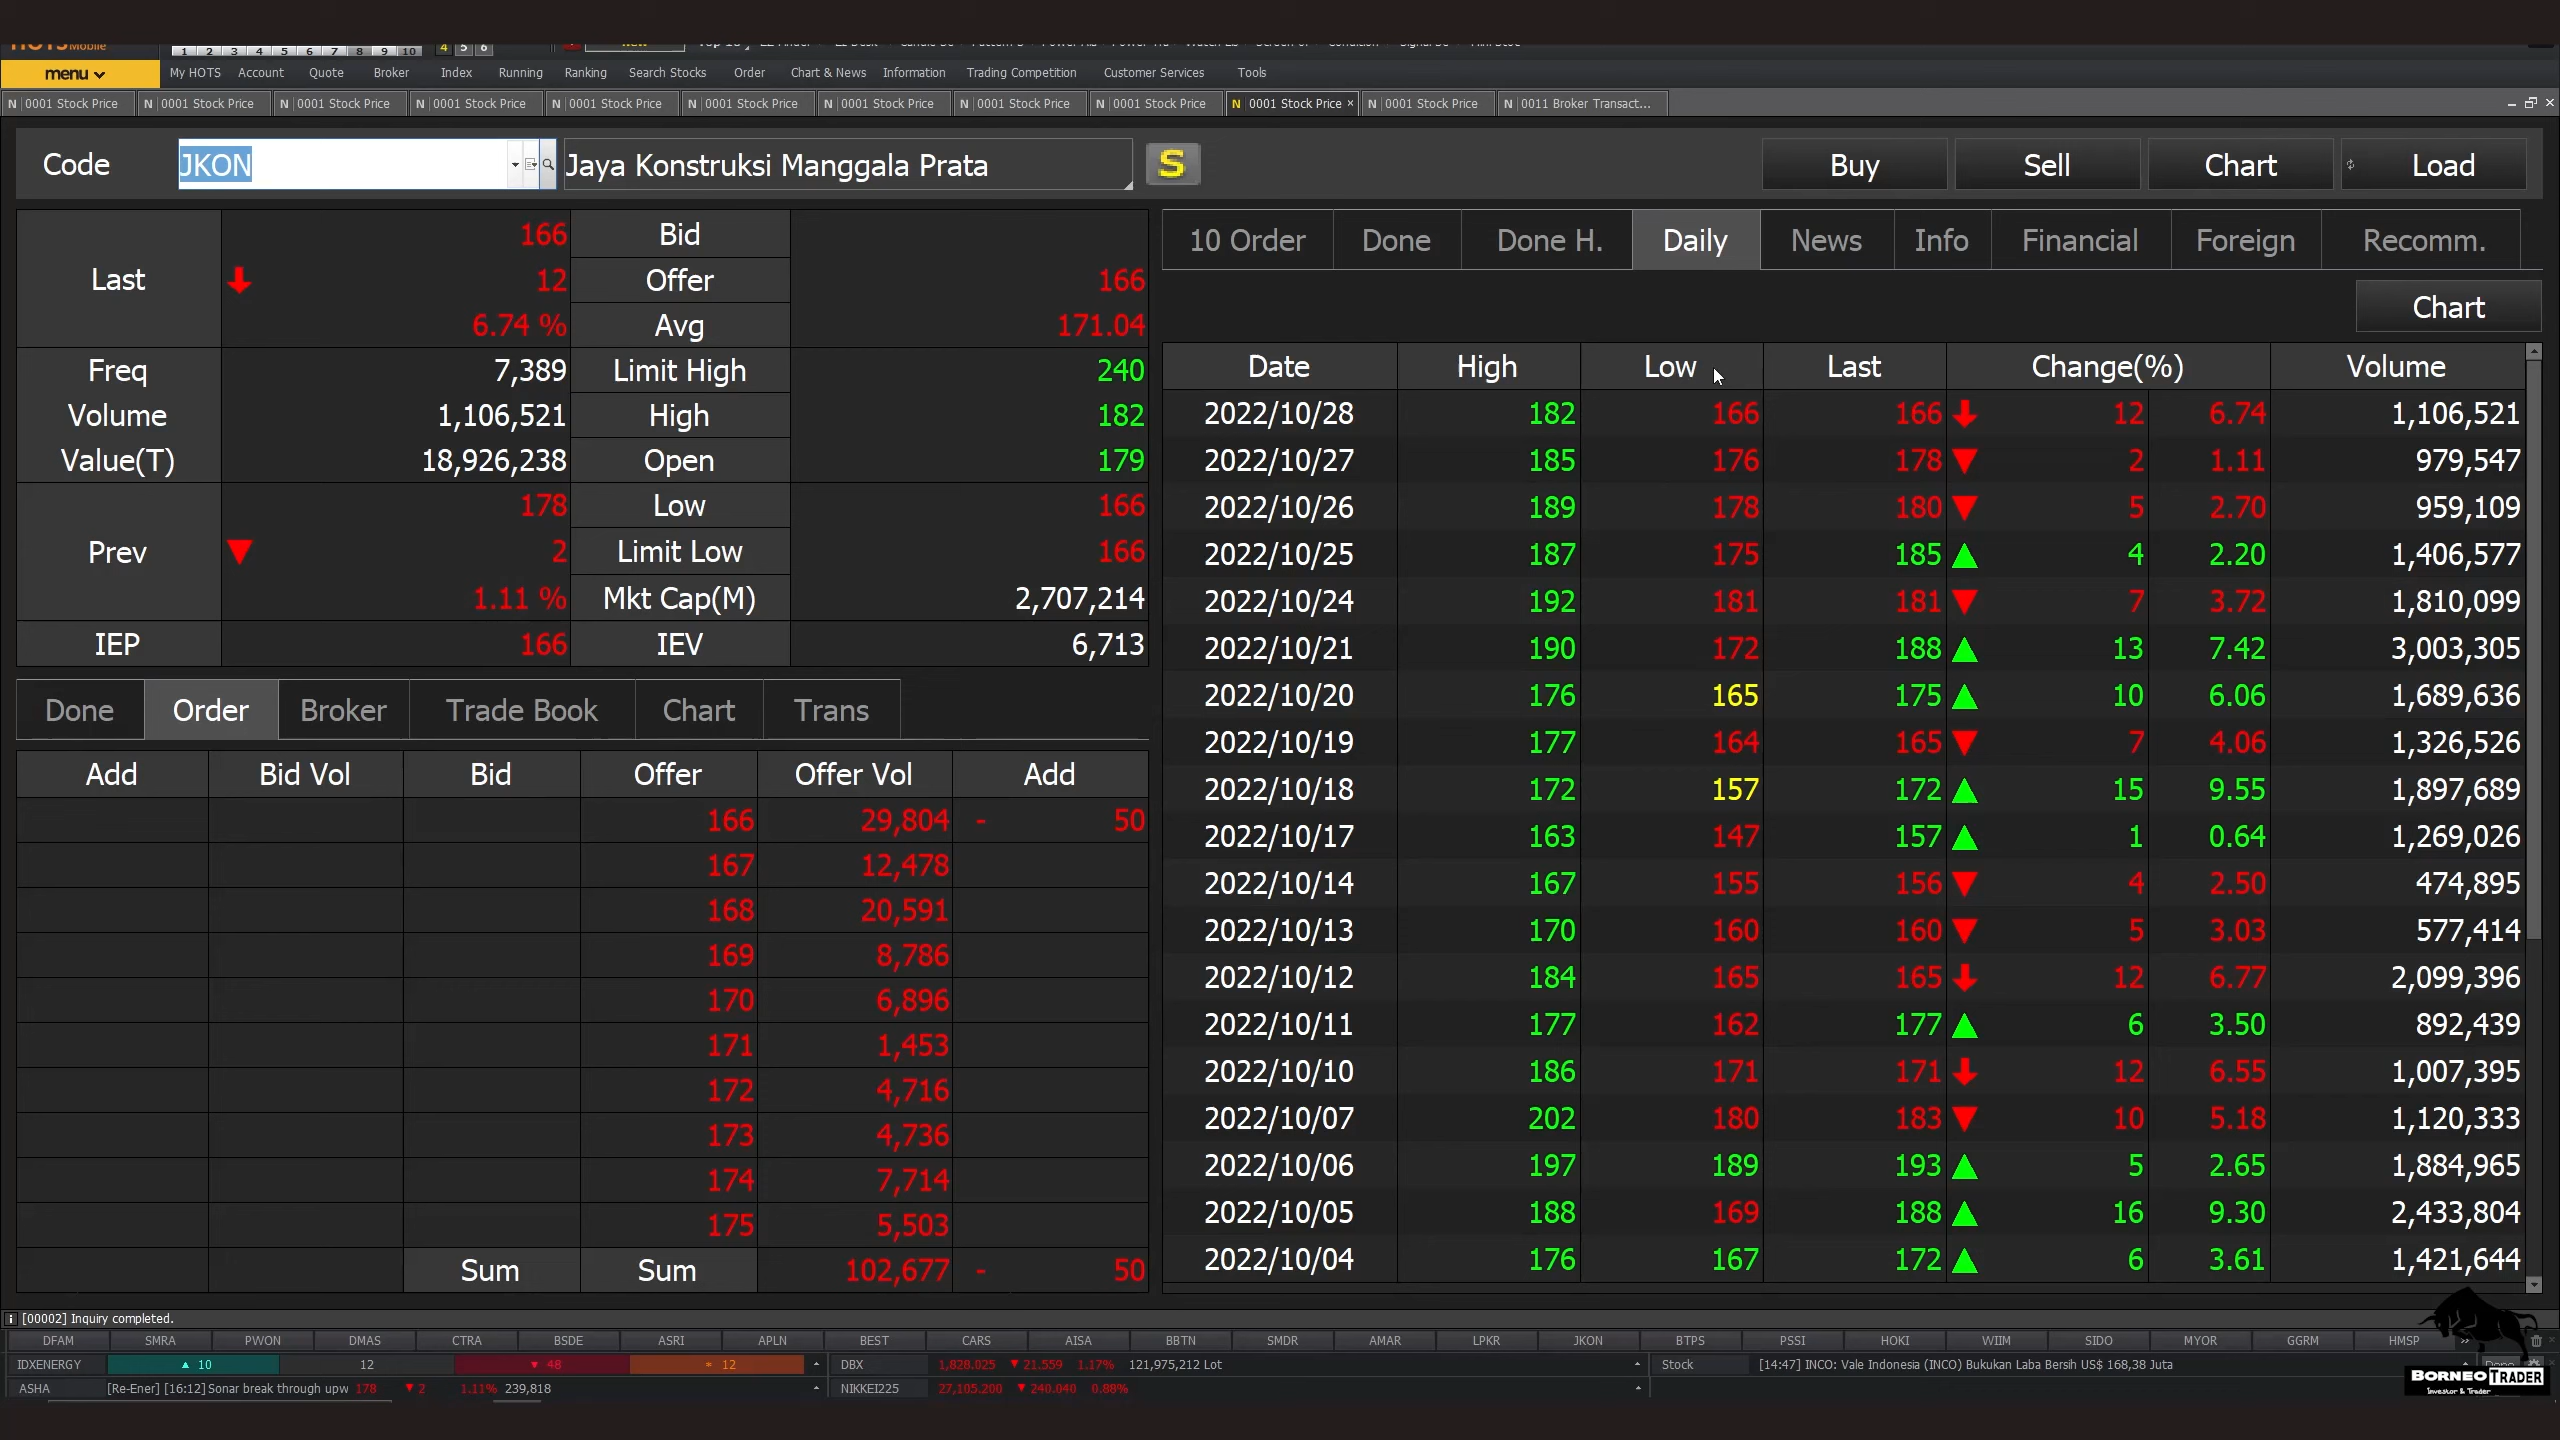 1 2 3 4 5 6 7 8 9 10 4 5 6
menu My HOTS Account Quote Broker Index Running Ranking Search Stocks Order Chart & News Information Trading Competition Customer Services Tools
N 0001 Stock Price N 0001 Stock Price N 0001 Stock Price N 0001 Stock Price N 0001 Stock Price N 0001 Stock Price N 0001 Stock Price N 0001 Stock Price N 0001 Stock Price N 0001 Stock Price × N 0001 Stock Price N 0011 Broker Transact...
Code JKON Jaya Konstruksi Manggala Prata S Buy Sell Chart Load
Last 166 Bid
12 Offer 166
6.74 % Avg 171.04
Freq 7,389 Limit High 240
Volume 1,106,521 High 182
Value(T) 18,926,238 Open 179
Prev 178 Low 166
2 Limit Low 166
1.11 % Mkt Cap(M) 2,707,214
IEP 166 IEV 6,713
Done Order Broker Trade Book Chart Trans
Add Bid Vol Bid Offer Offer Vol Add
166 29,804 - 50
167 12,478
168 20,591
169 8,786
170 6,896
171 1,453
172 4,716
173 4,736
174 7,714
175 5,503
Sum Sum 102,677 - 50
10 Order Done Done H. Daily News Info Financial Foreign Recomm.
Chart
Date High Low Last Change(%) Volume
2022/10/28 182 166 166 12 6.74 1,106,521
2022/10/27 185 176 178 2 1.11 979,547
2022/10/26 189 178 180 5 2.70 959,109
2022/10/25 187 175 185 4 2.20 1,406,577
2022/10/24 192 181 181 7 3.72 1,810,099
2022/10/21 190 172 188 13 7.42 3,003,305
2022/10/20 176 165 175 10 6.06 1,689,636
2022/10/19 177 164 165 7 4.06 1,326,526
2022/10/18 172 157 172 15 9.55 1,897,689
2022/10/17 163 147 157 1 0.64 1,269,026
2022/10/14 167 155 156 4 2.50 474,895
2022/10/13 170 160 160 5 3.03 577,414
2022/10/12 184 165 165 12 6.77 2,099,396
2022/10/11 177 162 177 6 3.50 892,439
2022/10/10 186 171 171 12 6.55 1,007,395
2022/10/07 202 180 183 10 5.18 1,120,333
2022/10/06 197 189 193 5 2.65 1,884,965
2022/10/05 188 169 188 16 9.30 2,433,804
2022/10/04 176 167 172 6 3.61 1,421,644
[00002] Inquiry completed.
DFAM SMRA PWON DMAS CTRA BSDE ASRI APLN BEST CARS AISA BBTN SMDR AMAR LPKR JKON BTPS PSSI HOKI WIIM SIDO MYOR GGRM HMSP
IDXENERGY 10 12 48 12 DBX 1,828.025 21.559 1.17% 121,975,212 Lot Stock [14:47] INCO: Vale Indonesia (INCO) Bukukan Laba Bersih US$ 168,38 Juta
ASHA [Re-Ener] [16:12]Sonar break through upw 178 2 1.11% 239,818 NIKKEI225 27,105.200 240.040 0.88%
BORNEO TRADER
Investor & Trader